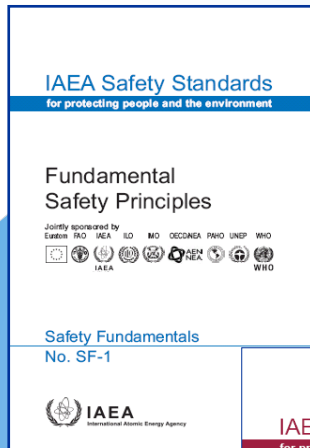 IAEA Safety Standards
for protecting people and the environment
Fundamental
Safety Principles
Jointly sponsored by
Euratom FAO IAEA ILO IMO OECD/NEA PAHO UNEP WHO
AEN
NEA
IAEA
WHO
Safety Fundamentals
No. SF-1
IAEA
International Atomic Energy Agency
IAE
for pr